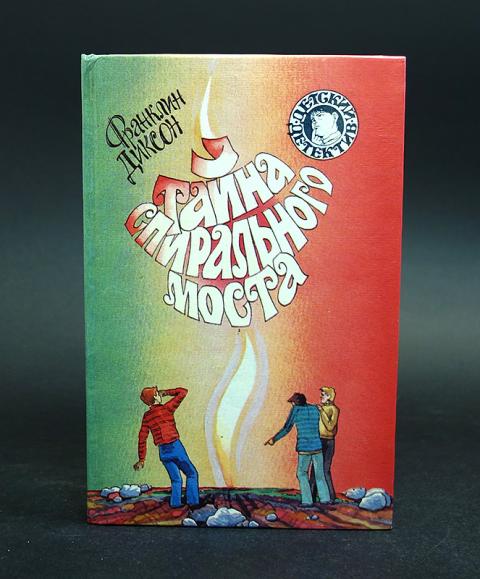 Франклин
Диксон
ДЕТСКИЙ
ДЕТЕКТИВ
ТАЙНА
СПИРАЛЬНОГО
МОСТА